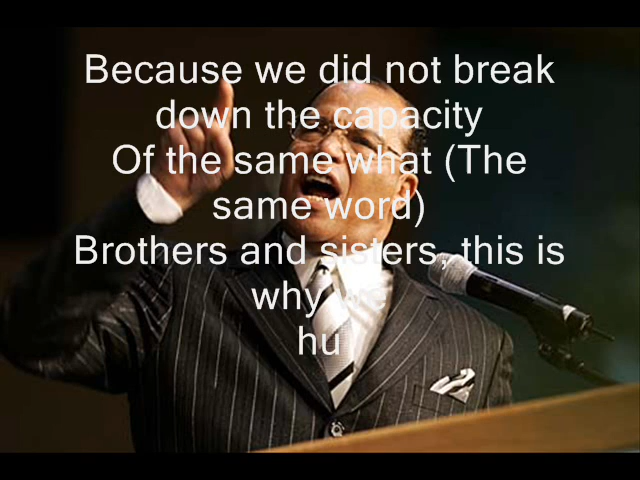 Because we did not break
down the capacity
Of the same what (The
same word)
Brothers and sisters, this is
why we
hu